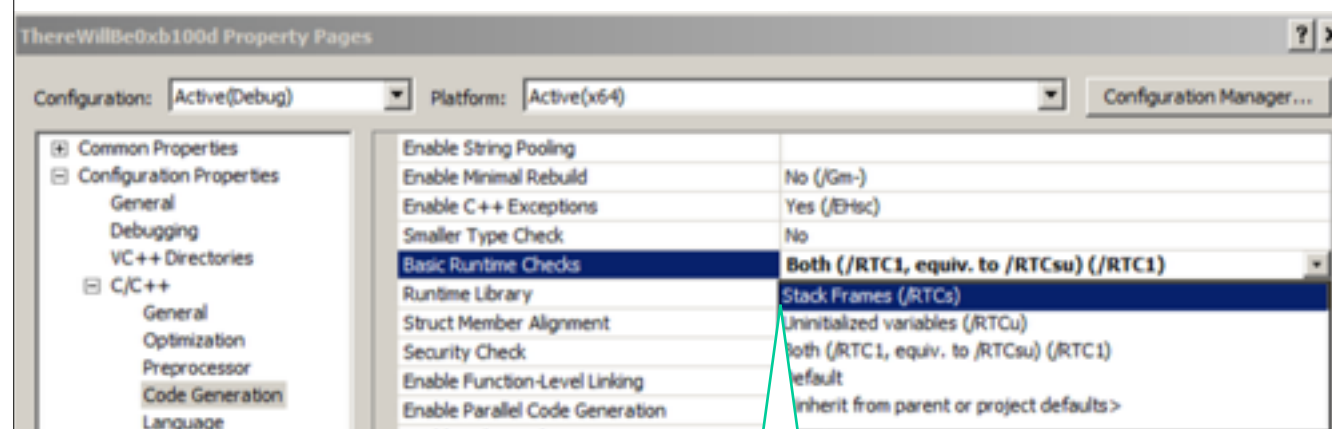 ThereWillBe0xb100d Property Pages
Configuration: Active(Debug) Platform: Active(x64) Configuration Manager...
Common Properties
Configuration Properties
General
Debugging
VC++ Directories
C/C++
General
Optimization
Preprocessor
Code Generation
Language
Enable String Pooling
Enable Minimal Rebuild No (/Gm-)
Enable C++ Exceptions Yes (/EHsc)
Smaller Type Check No
Basic Runtime Checks Both (/RTC1, equiv. to /RTCsu) (/RTC1)
Runtime Library Stack Frames (/RTCs)
Struct Member Alignment Uninitialized variables (/RTCu)
Security Check Both (/RTC1, equiv. to /RTCsu) (/RTC1)
Enable Function-Level Linking Default
Enable Parallel Code Generation <inherit from parent or project defaults>